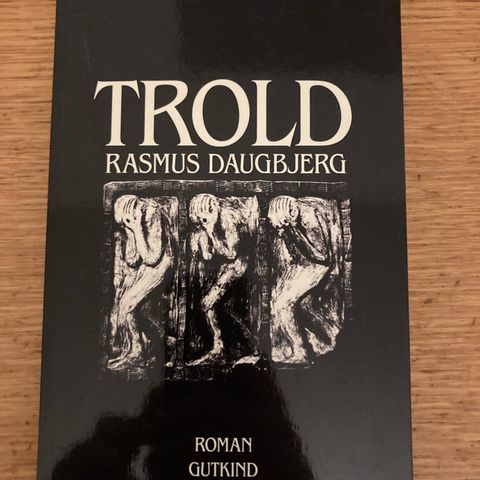 TROLD
RASMUS DAUGBJERG
ROMAN
GUTKIND